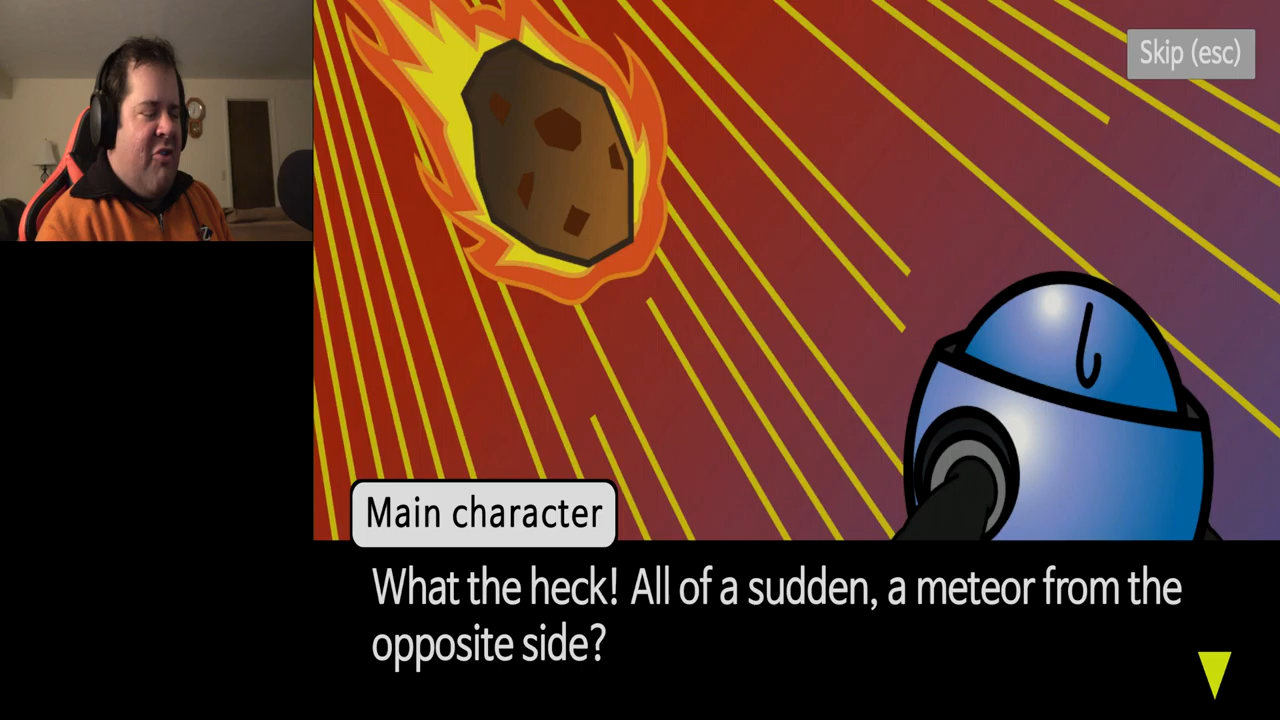 Skip (esc)
Main character
What the heck! All of a sudden, a meteor from the
opposite side?